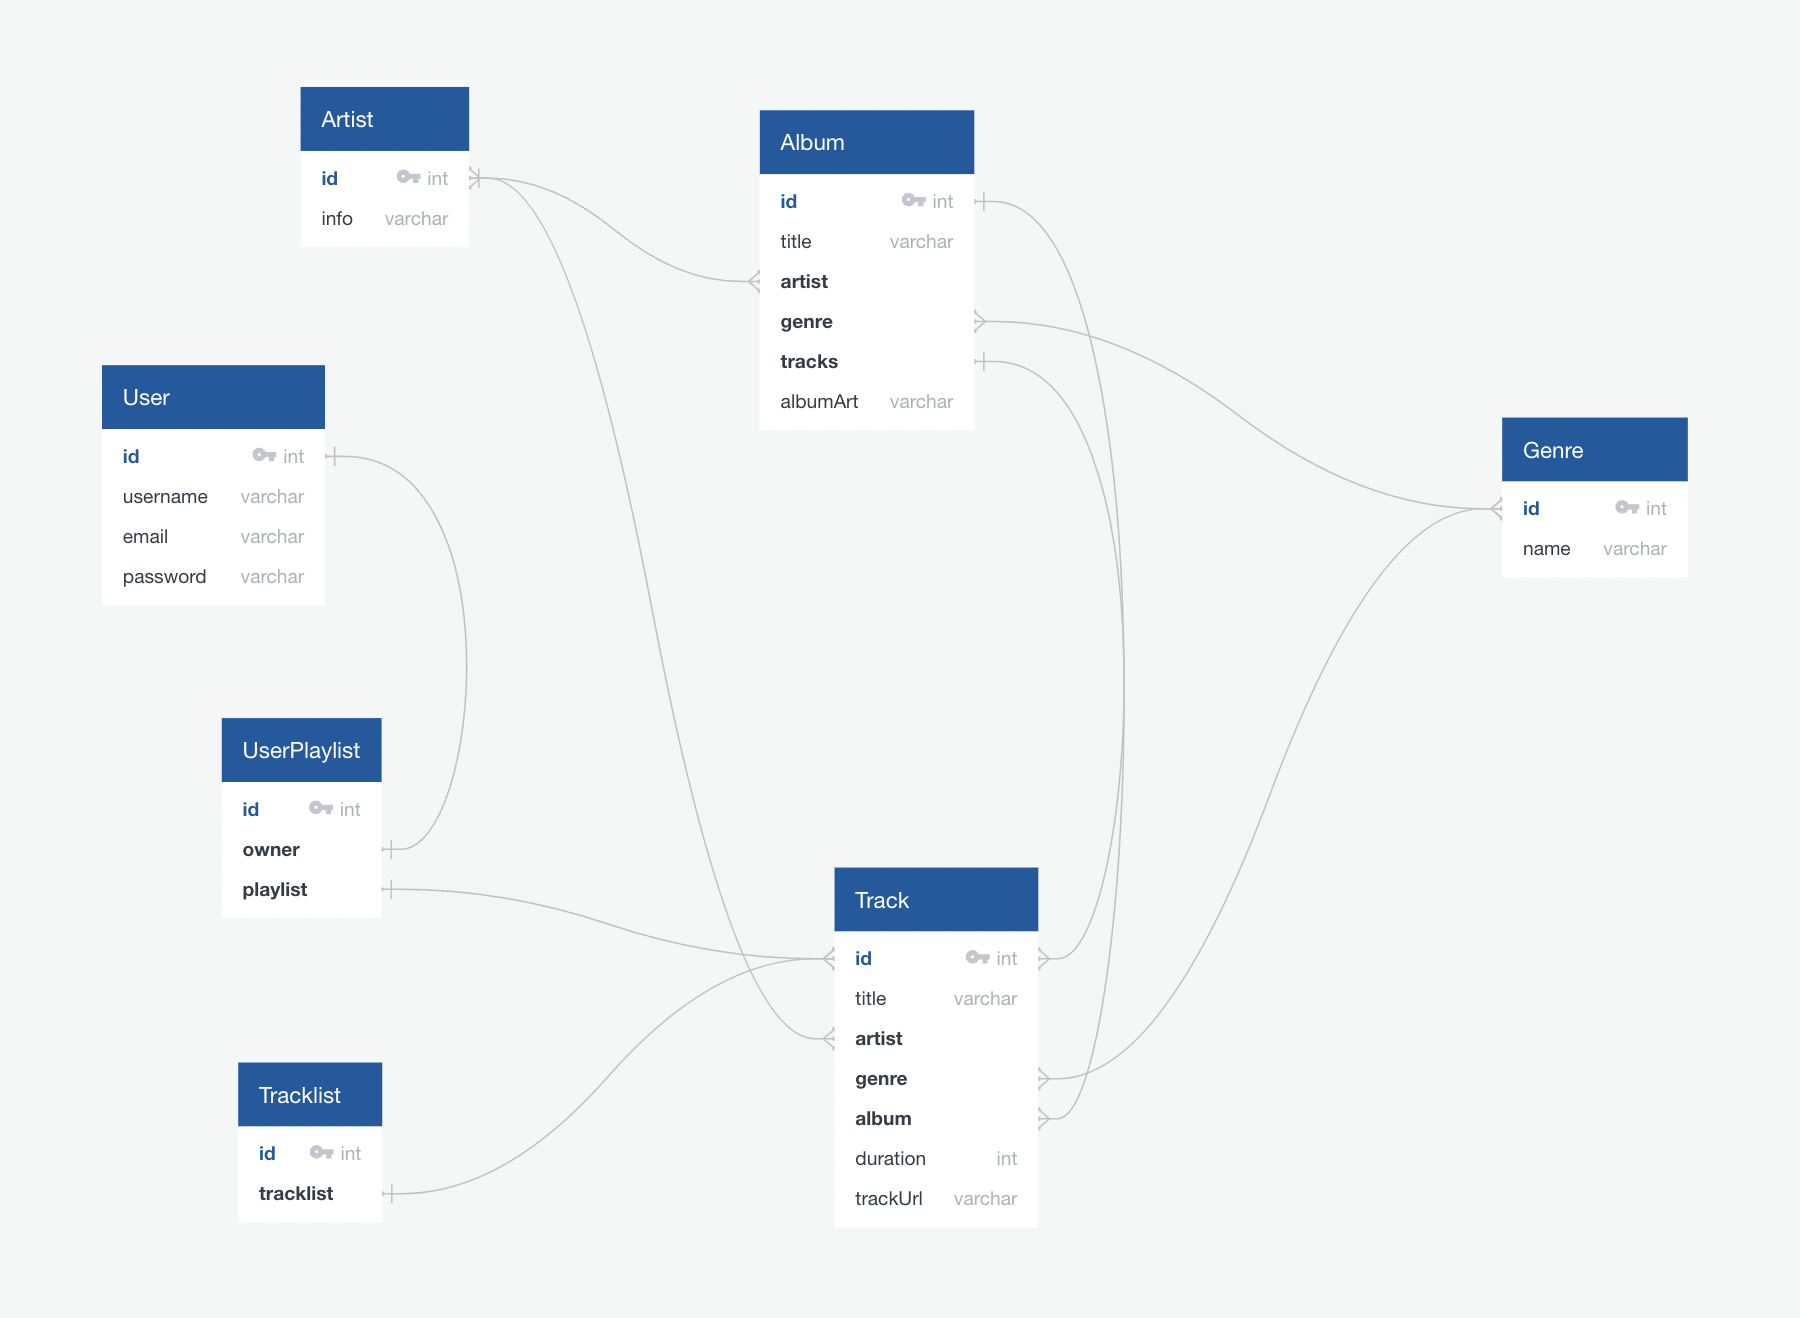 Artist
id int
info varchar
Album
id int
title varchar
artist
genre
tracks
albumArt varchar
User
id int
username varchar
email varchar
password varchar
Genre
id int
name varchar
UserPlaylist
id int
owner
playlist
Track
id int
title varchar
artist
genre
album
duration int
trackUrl varchar
Tracklist
id int
tracklist